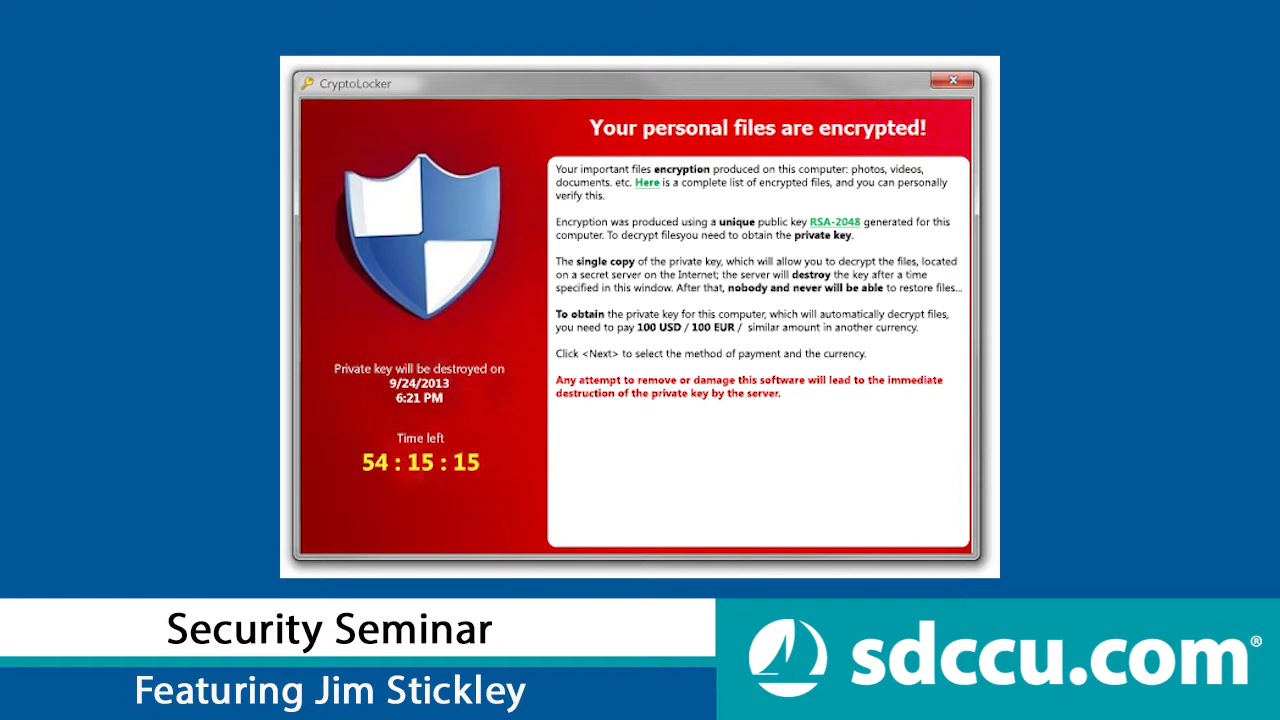 CryptoLocker
Your personal files are encrypted!
Your important files encryption produced on this computer: photos, videos,
documents. etc. Here is a complete list of encrypted files, and you can personally
verify this.
Encryption was produced using a unique public key RSA-2048 generated for this
computer. To decrypt filesyou need to obtain the private key.
The single copy of the private key, which will allow you to decrypt the files, located
on a secret server on the Internet; the server will destroy the key after a time
specified in this window. After that, nobody and never will be able to restore files...
To obtain the private key for this computer, which will automatically decrypt files,
you need to pay 100 USD / 100 EUR / similar amount in another currency.
Click <Next> to select the method of payment and the currency.
Any attempt to remove or damage this software will lead to the immediate
destruction of the private key by the server.
Private key will be destroyed on
9/24/2013
6:21 PM
Time left
54 : 15 : 15
Security Seminar
Featuring Jim Stickley
sdccu.com®